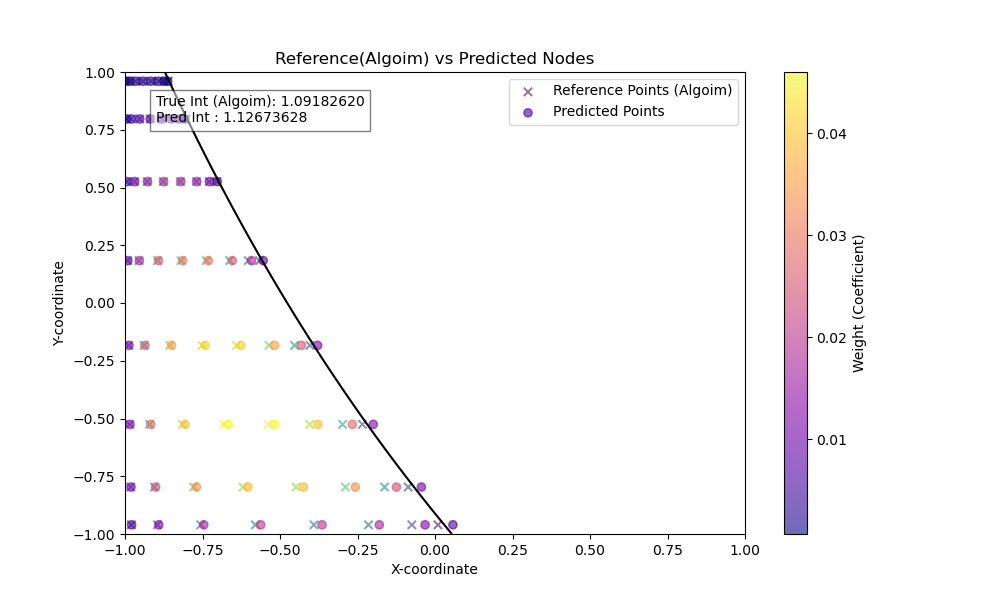 Reference(Algoim) vs Predicted Nodes
True Int (Algoim): 1.09182620
Pred Int : 1.12673628
Reference Points (Algoim)
Predicted Points
Y-coordinate
1.00
0.75
0.50
0.25
0.00
−0.25
−0.50
−0.75
−1.00
−1.00
−0.75
−0.50
−0.25
0.00
0.25
0.50
0.75
1.00
X-coordinate
0.04
0.03
0.02
0.01
Weight (Coefficient)